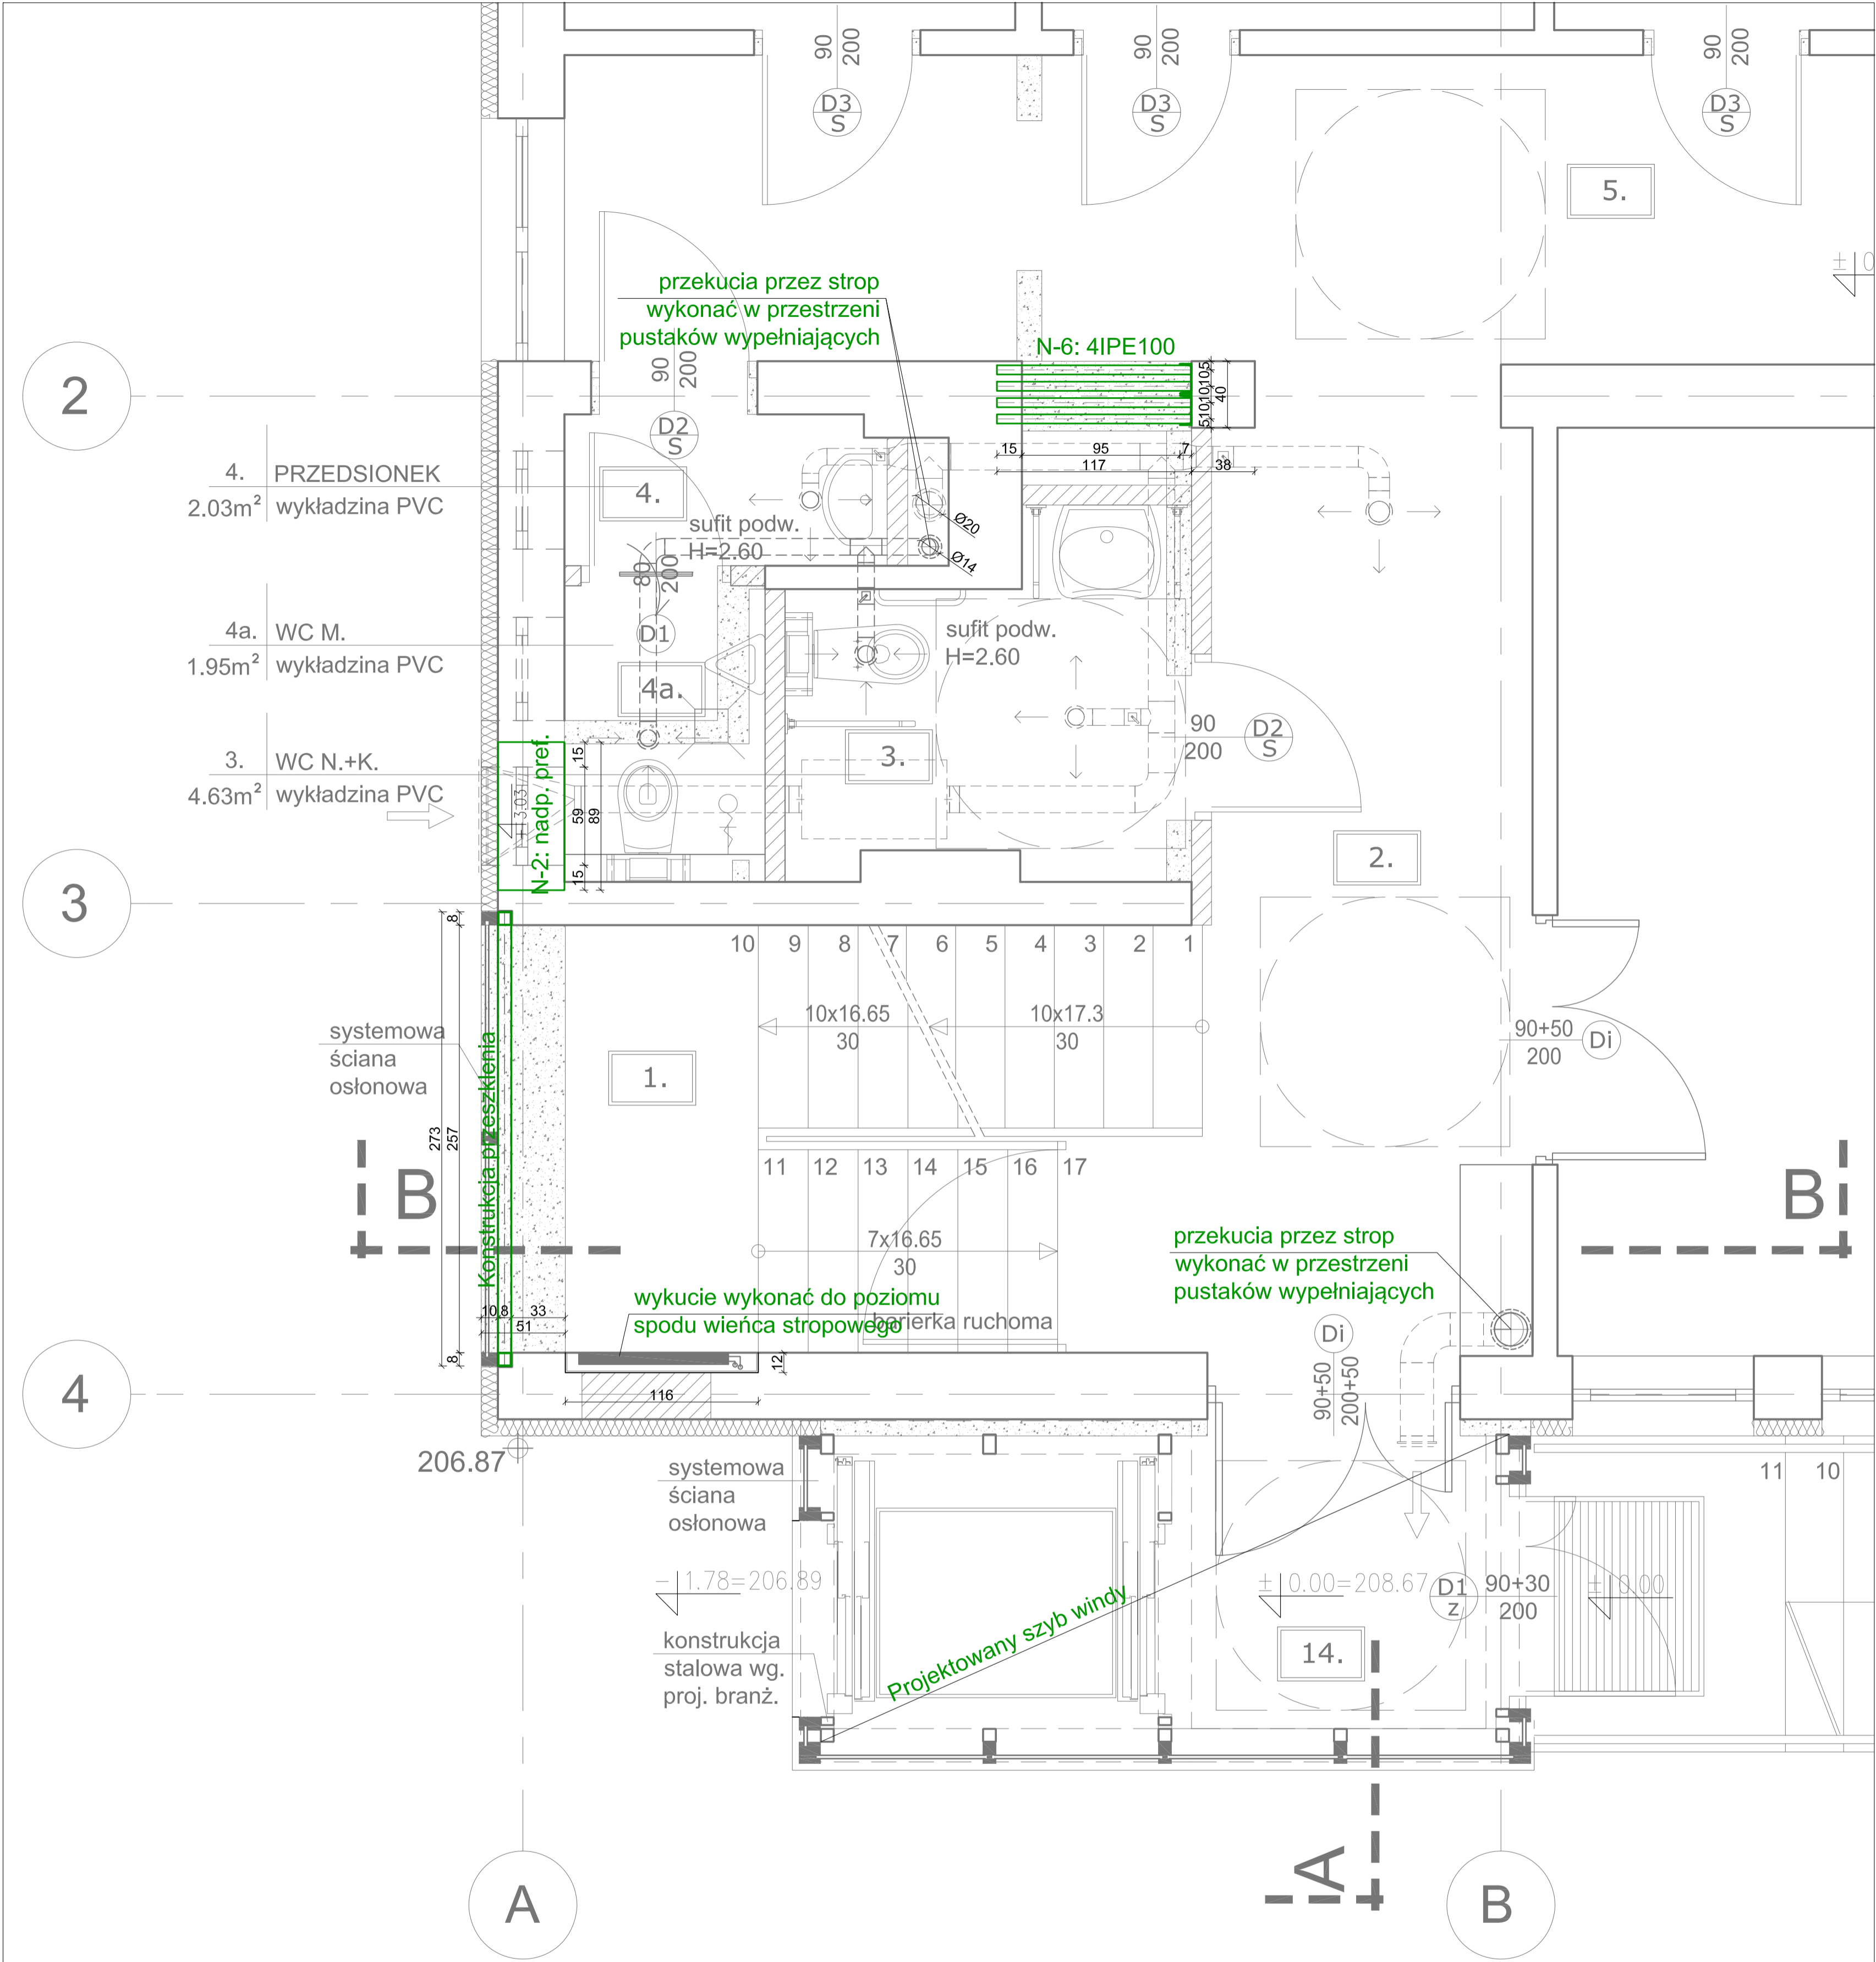 90
200
90
200
90
200
D3
S
D3
S
D3
S
5.
± 0
przekucia przez strop
wykonać w przestrzeni
pustaków wypełniających
N-6: 4IPE100
90
200
2
D2
S
51010105
40
15
95
7
117
38
4.
PRZEDSIONEK
2.03m²
wykładzina PVC
4.
sufit podw.
H=2.60
Ø20
Ø14
80
200
4a.
WC M.
1.95m²
wykładzina PVC
D1
4a.
sufit podw.
H=2.60
3.
WC N.+K.
4.63m²
wykładzina PVC
+3.03
N-2: nadp. pref.
15
59
89
15
3.
90
200
D2
S
2.
3
8
10 9 8 7 6 5 4 3 2 1
10x16.65
30
10x17.3
30
90+50
200
Di
systemowa
ściana
osłonowa
1.
Konstrukcja przeszklenia
273
257
11 12 13 14 15 16 17
B
B
7x16.65
30
przekucia przez strop
wykonać w przestrzeni
pustaków wypełniających
wykucie wykonać do poziomu
spodu wieńca stropowego
barierka ruchoma
10 8 33
51
8
12
116
Di
90+50
200+50
4
206.87
systemowa
ściana
osłonowa
11 10
- 1.78=206.89
± 0.00=208.67
D1
z
90+30
200
± 0.00
Projektowany szyb windy
konstrukcja
stalowa wg.
proj. branż.
14.
A
A
B